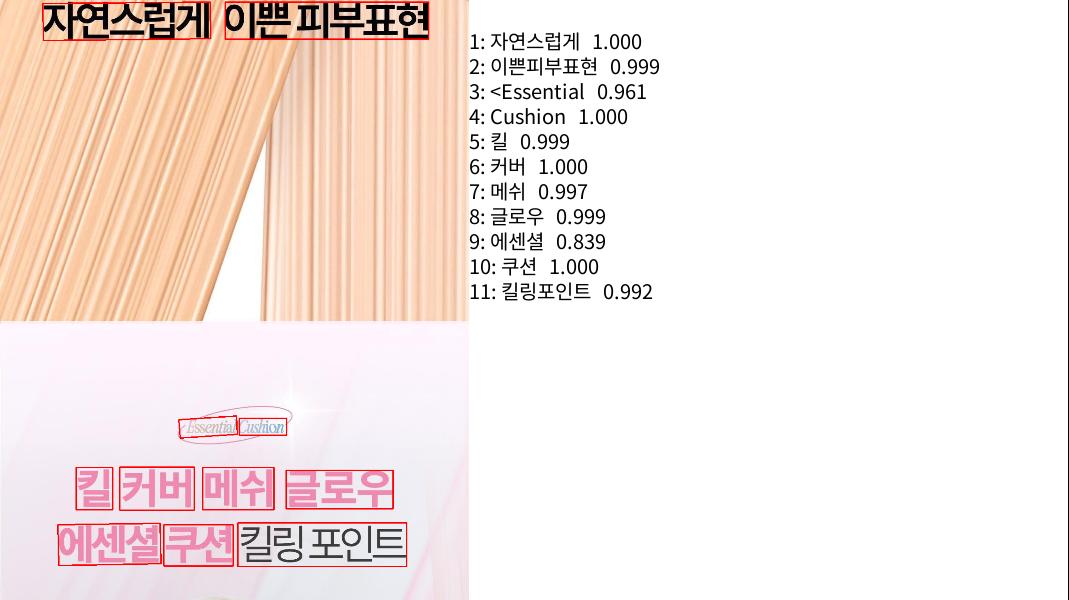 자연스럽게 이쁜 피부표현
Essential Cushion
킬 커버 메쉬 글로우
에센셜 쿠션 킬링 포인트
1: 자연스럽게 1.000
2: 이쁜피부표현 0.999
3: <Essential 0.961
4: Cushion 1.000
5: 킬 0.999
6: 커버 1.000
7: 메쉬 0.997
8: 글로우 0.999
9: 에센셜 0.839
10: 쿠션 1.000
11: 킬링포인트 0.992